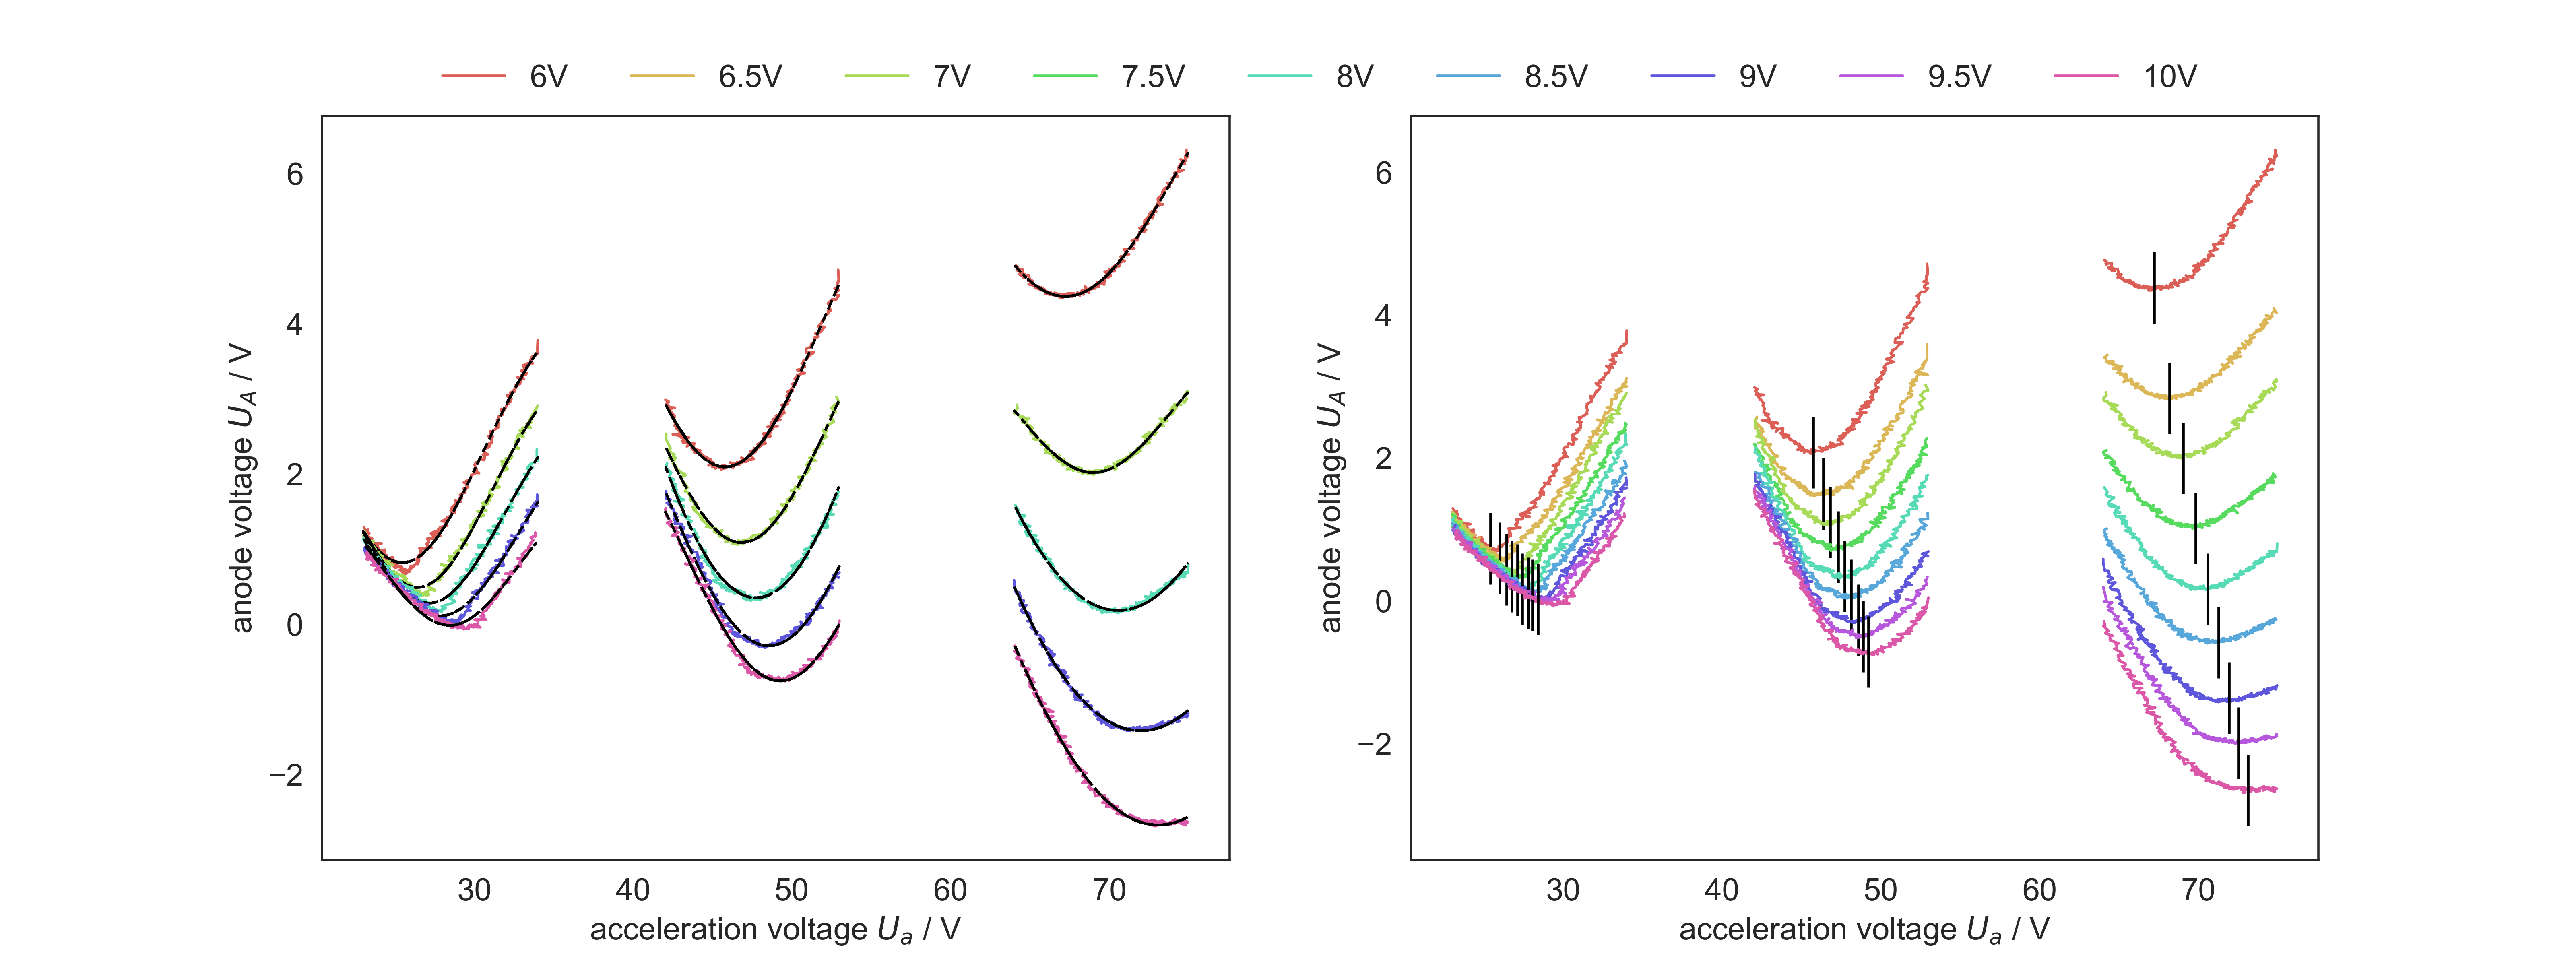 6V 6.5V 7V 7.5V 8V 8.5V 9V 9.5V 10V
anode voltage U_A / V
6
4
2
0
−2
30 40 50 60 70
acceleration voltage U_a / V
anode voltage U_A / V
6
4
2
0
−2
30 40 50 60 70
acceleration voltage U_a / V